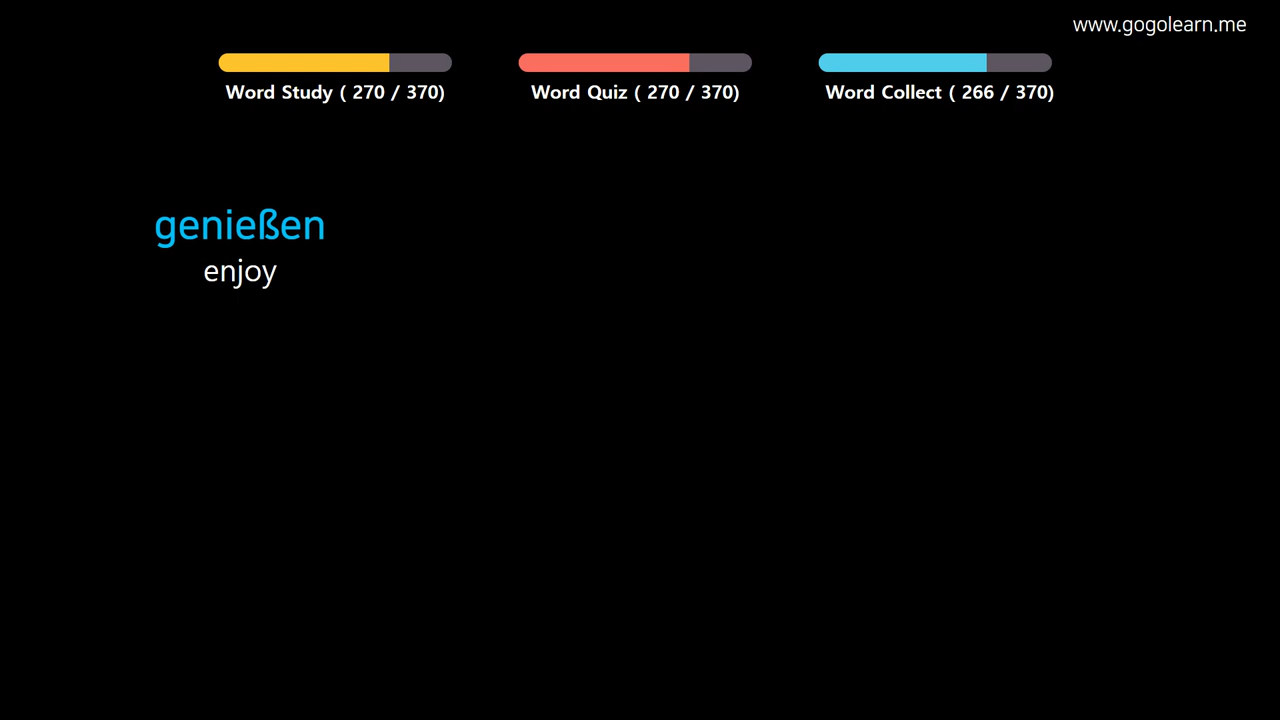 www.gogolearn.me
Word Study ( 270 / 370)
Word Quiz ( 270 / 370)
Word Collect ( 266 / 370)
genießen
enjoy